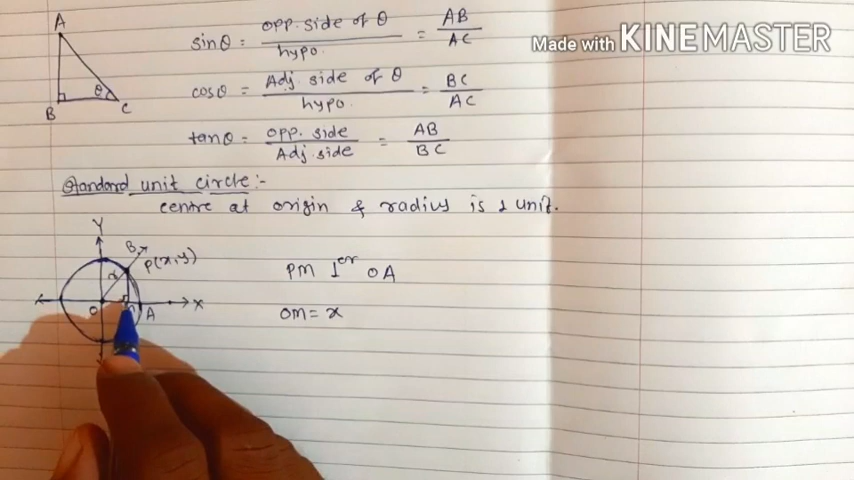 A
B
C
θ
sinθ = opp. side of θ / hypo. = AB / AC
Made with KINEMASTER
cosθ = Adj. side of θ / hypo. = BC / AC
tanθ = opp. side / Adj. side = AB / BC
Standard unit circle:-
centre at origin & radius is 1 unit.
Y
B
P(x,y)
O
A
X
PM ⊥er OA
OM = x